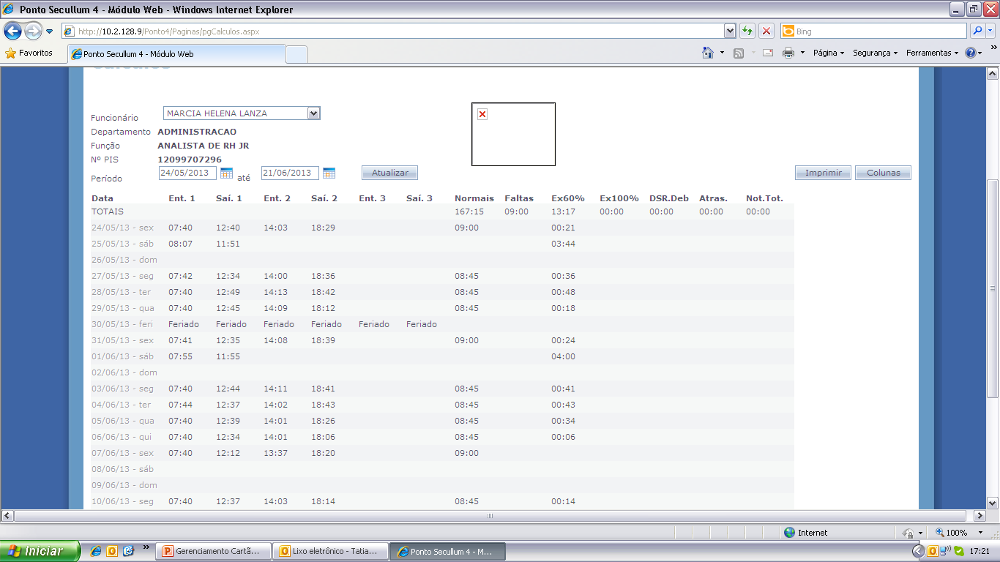 Ponto Secullum 4 - Módulo Web - Windows Internet Explorer
http://10.2.128.9/Ponto4/Paginas/pgCalculos.aspx
Bing
Favoritos
Ponto Secullum 4 - Módulo Web
Página Segurança Ferramentas
Funcionário MARCIA HELENA LANZA
Departamento ADMINISTRACAO
Função ANALISTA DE RH JR
Nº PIS 12099707296
Período 24/05/2013 até 21/06/2013 Atualizar Imprimir Colunas
Data Ent. 1 Saí. 1 Ent. 2 Saí. 2 Ent. 3 Saí. 3 Normais Faltas Ex60% Ex100% DSR.Deb Atras. Not.Tot.
TOTAIS 167:15 09:00 13:17 00:00 00:00 00:00 00:00
24/05/13 - sex 07:40 12:40 14:03 18:29 09:00 00:21
25/05/13 - sáb 08:07 11:51 03:44
26/05/13 - dom
27/05/13 - seg 07:42 12:34 14:00 18:36 08:45 00:36
28/05/13 - ter 07:40 12:49 14:13 18:42 08:45 00:48
29/05/13 - qua 07:40 12:45 14:09 18:12 08:45 00:18
30/05/13 - feri Feriado Feriado Feriado Feriado Feriado Feriado
31/05/13 - sex 07:41 12:35 14:08 18:39 09:00 00:24
01/06/13 - sáb 07:55 11:55 04:00
02/06/13 - dom
03/06/13 - seg 07:40 12:44 14:11 18:41 08:45 00:41
04/06/13 - ter 07:44 12:37 14:02 18:43 08:45 00:43
05/06/13 - qua 07:40 12:39 14:01 18:26 08:45 00:34
06/06/13 - qui 07:40 12:34 14:01 18:06 08:45 00:06
07/06/13 - sex 07:40 12:12 13:37 18:20 09:00
08/06/13 - sáb
09/06/13 - dom
10/06/13 - seg 07:40 12:37 14:03 18:14 08:45 00:14
Internet 100%
Iniciar Gerenciamento Cartã... Lixo eletrônico - Tatia... Ponto Secullum 4 - M... 17:21